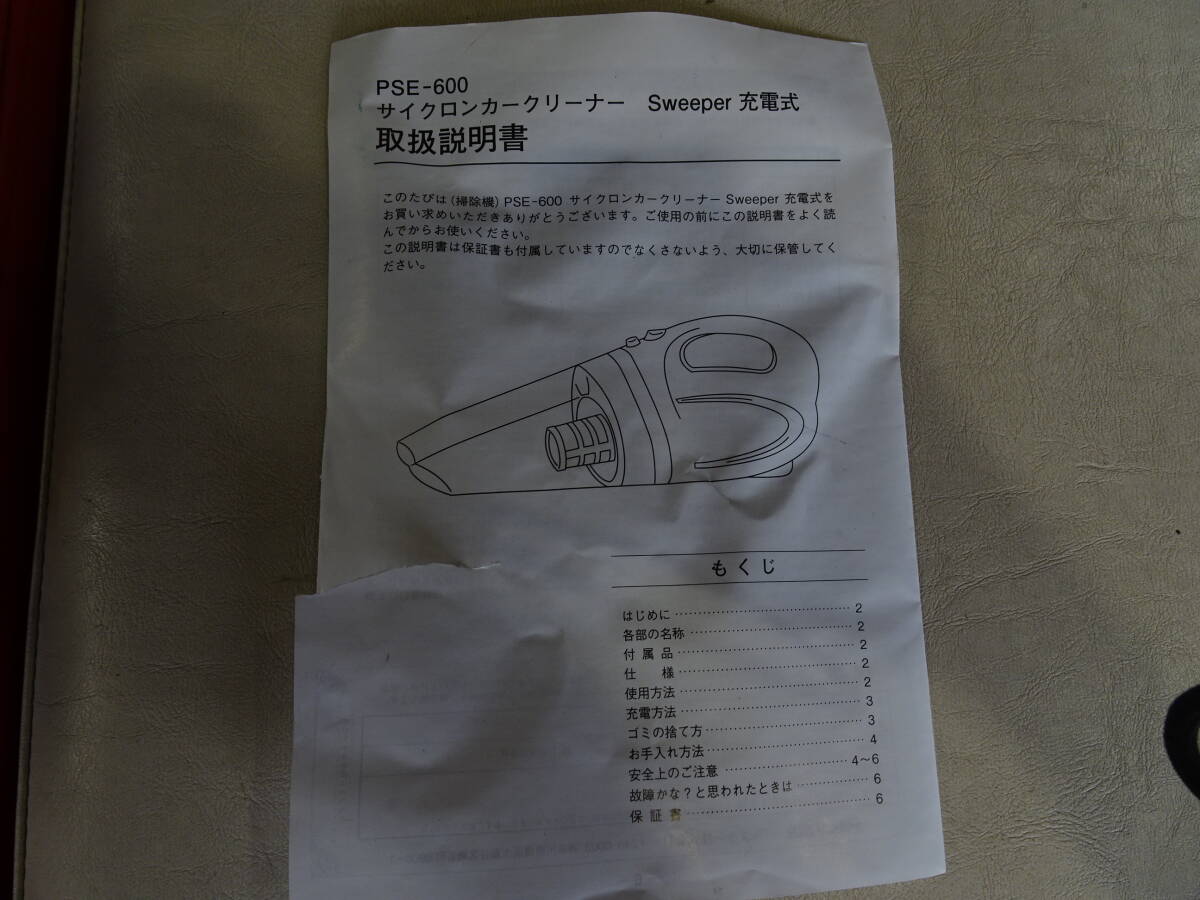 PSE-600
サイクロンカークリーナー Sweeper 充電式
取扱説明書
このたびは（掃除機）PSE-600 サイクロンカークリーナー Sweeper 充電式を
お買い求めいただきありがとうございます。ご使用の前にこの説明書をよく読
んでからお使いください。
この説明書は保証書も付属していますのでなくさないよう、大切に保管してく
ださい。
もくじ
はじめに 2
各部の名称 2
付属品 2
仕様 2
使用方法 2
充電方法 3
ゴミの捨て方 3
お手入れ方法 4
安全上のご注意 4～6
故障かな？と思われたときは 6
保証書 6